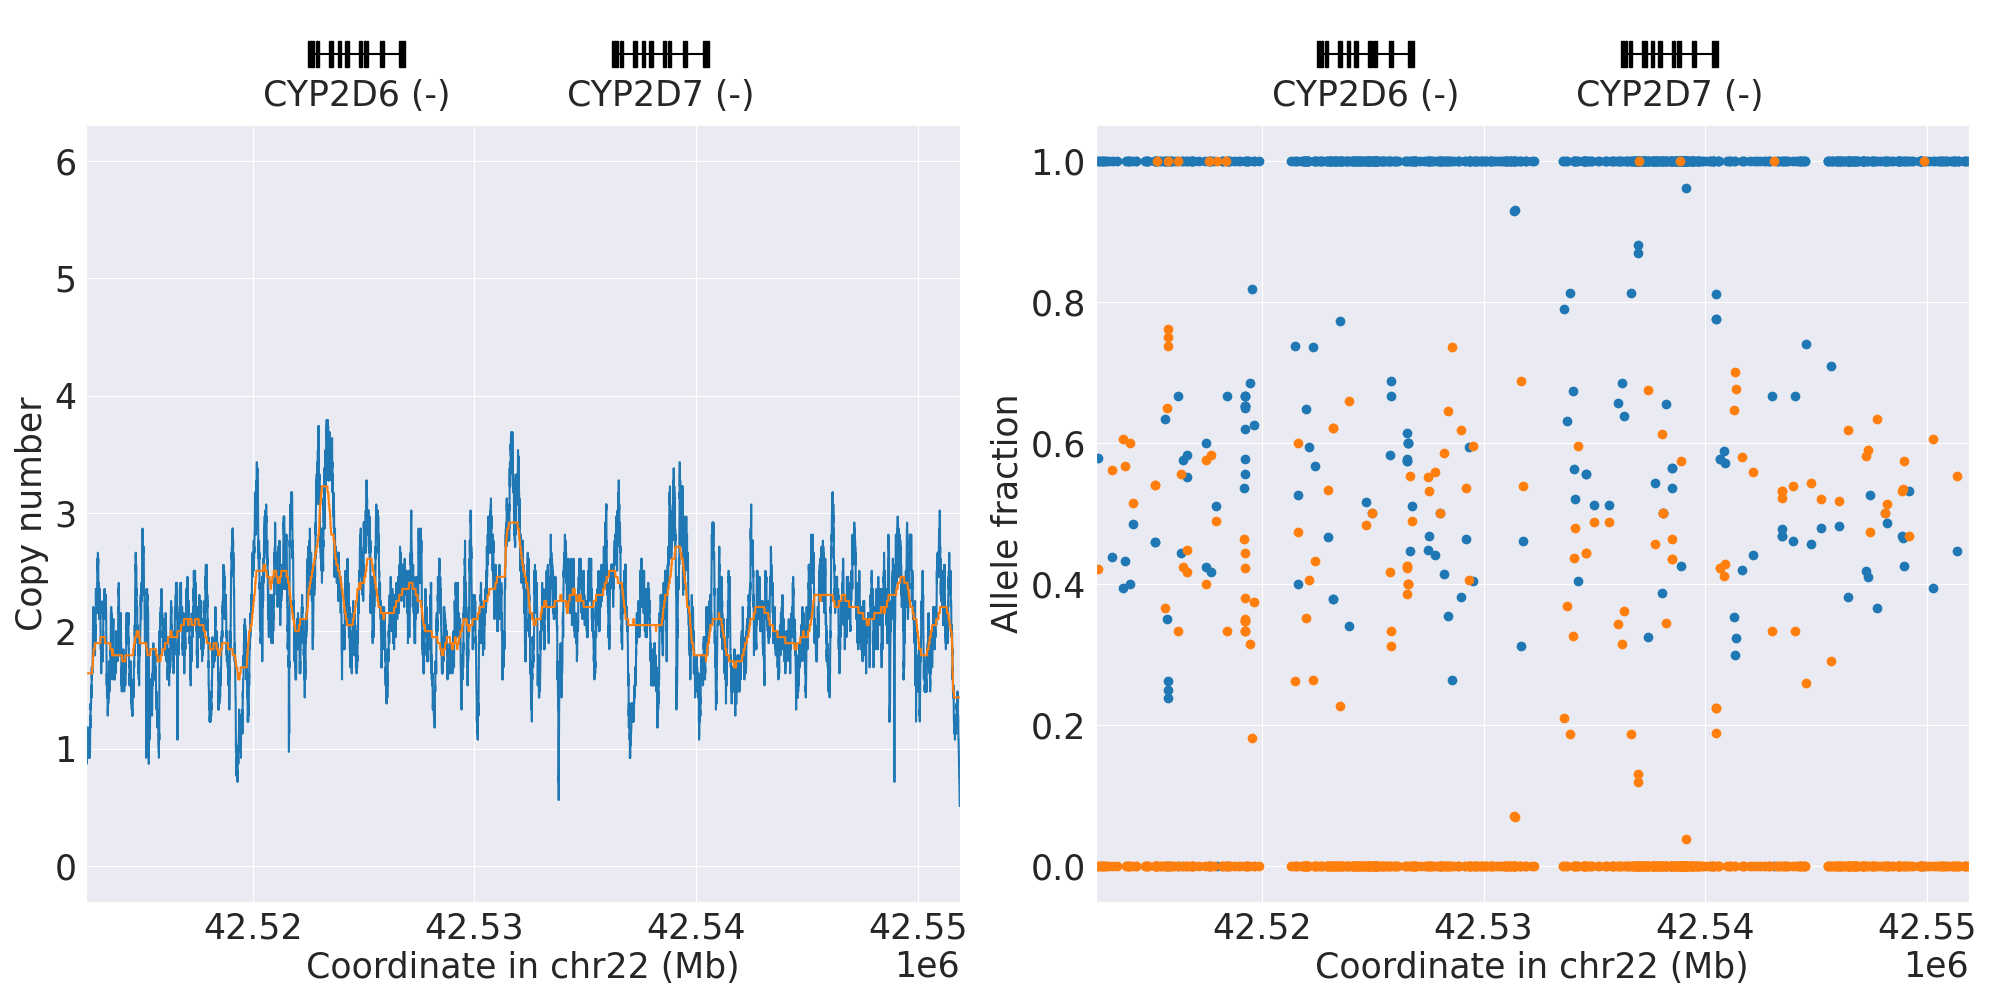 CYP2D6 (-)
CYP2D7 (-)
6
5
4
3
2
1
0
Copy number
42.52
42.53
42.54
42.55
1e6
Coordinate in chr22 (Mb)
CYP2D6 (-)
CYP2D7 (-)
1.0
0.8
0.6
0.4
0.2
0.0
Allele fraction
42.52
42.53
42.54
42.55
1e6
Coordinate in chr22 (Mb)